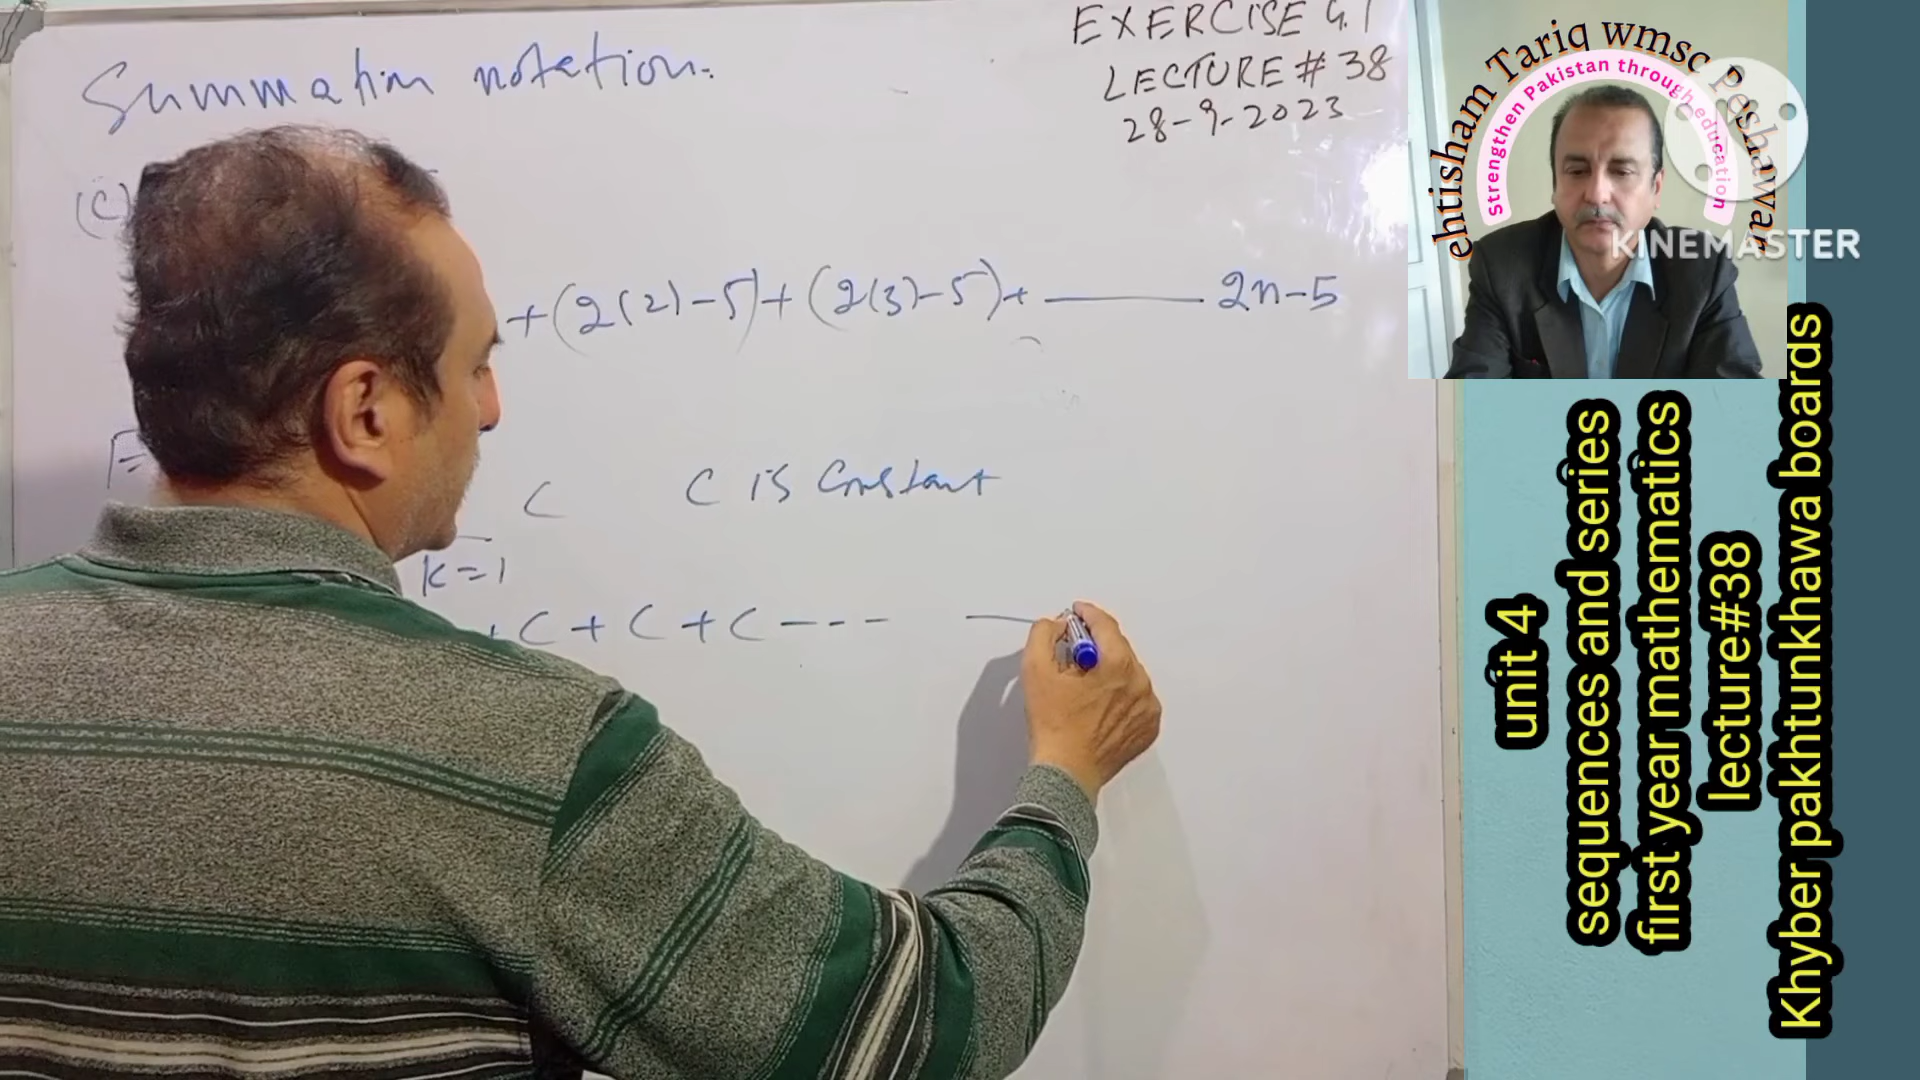 Summation notation.
EXERCISE 4.1
LECTURE # 38
28-9-2023
(C)
+(2(2)-5)+(2(3)-5)+ ——— 2n-5
C C is Constant
K=1
+ C + C + C --- —
ehtisham Tariq wmsc Peshawar
Strengthen Pakistan through education
KINEMASTER
unit 4
sequences and series
first year mathematics
lecture#38
Khyber pakhtunkhawa boards